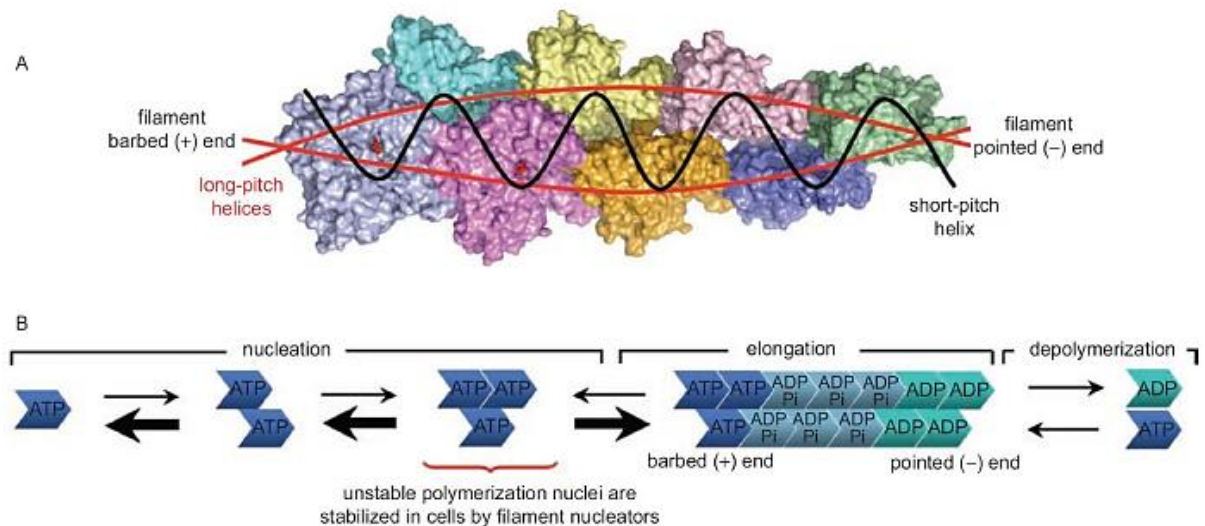 A
filament
barbed (+) end
long-pitch
helices
filament
pointed (–) end
short-pitch
helix
B
nucleation
elongation
depolymerization
ATP
ATP
ATP
ATP ATP
ATP
ATP ATP ADP Pi ADP Pi ADP Pi ADP ADP
ATP ADP Pi ADP Pi ADP Pi ADP ADP
ADP
ATP
barbed (+) end
pointed (–) end
unstable polymerization nuclei are
stabilized in cells by filament nucleators